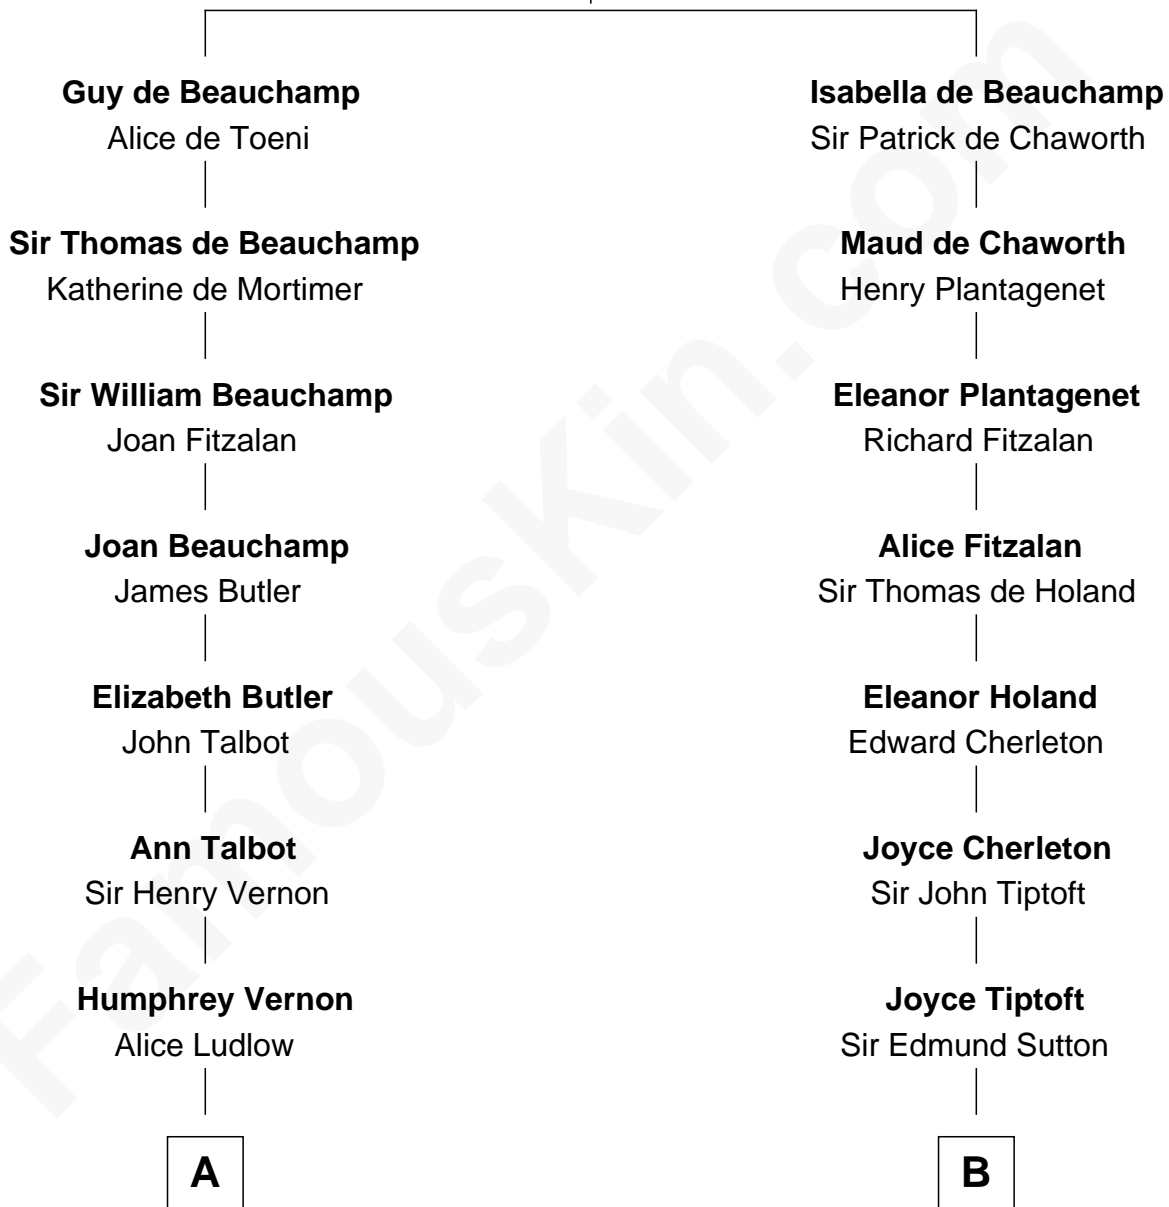 Guy de Beauchamp
Alice de Toeni
Sir Thomas de Beauchamp
Katherine de Mortimer
Sir William Beauchamp
Joan Fitzalan
Joan Beauchamp
James Butler
Elizabeth Butler
John Talbot
Ann Talbot
Sir Henry Vernon
Humphrey Vernon
Alice Ludlow
A
Isabella de Beauchamp
Sir Patrick de Chaworth
Maud de Chaworth
Henry Plantagenet
Eleanor Plantagenet
Richard Fitzalan
Alice Fitzalan
Sir Thomas de Holand
Eleanor Holand
Edward Cherleton
Joyce Cherleton
Sir John Tiptoft
Joyce Tiptoft
Sir Edmund Sutton
B
FamousKin.com